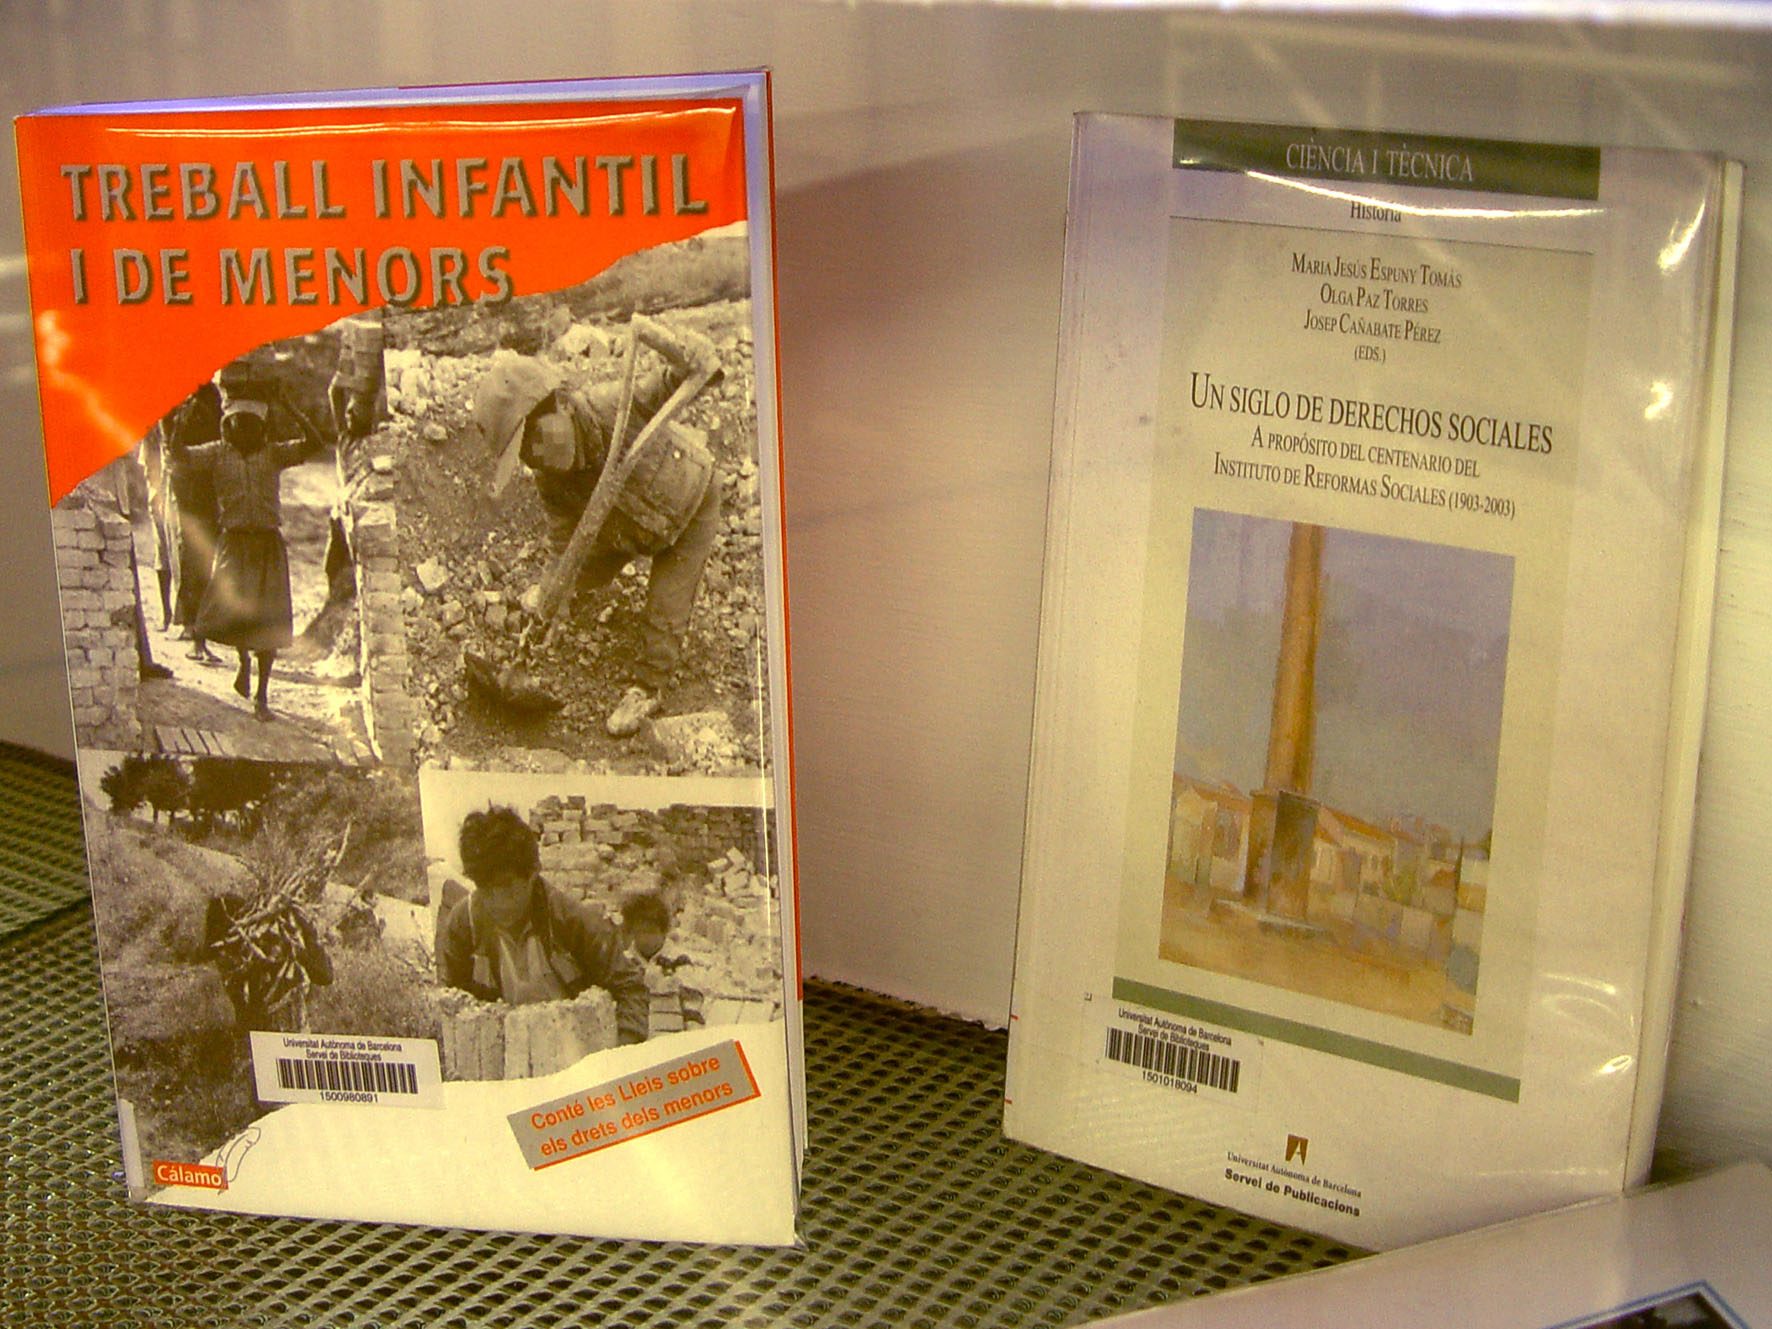 TREBALL INFANTIL
I DE MENORS
Universitat Autònoma de Barcelona
Servei de Biblioteques
1500980891
Conté les Lleis sobre
els drets dels menors
Cálamo
CIÈNCIA I TÈCNICA
Història
MARIA JESÚS ESPUNY TOMÁS
OLGA PAZ TORRES
JOSEP CAÑABATE PÉREZ
(EDS.)
UN SIGLO DE DERECHOS SOCIALES
A PROPÓSITO DEL CENTENARIO DEL
INSTITUTO DE REFORMAS SOCIALES (1903-2003)
Universitat Autònoma de Barcelona
Servei de Biblioteques
1501018094
Universitat Autònoma de Barcelona
Servei de Publicacions